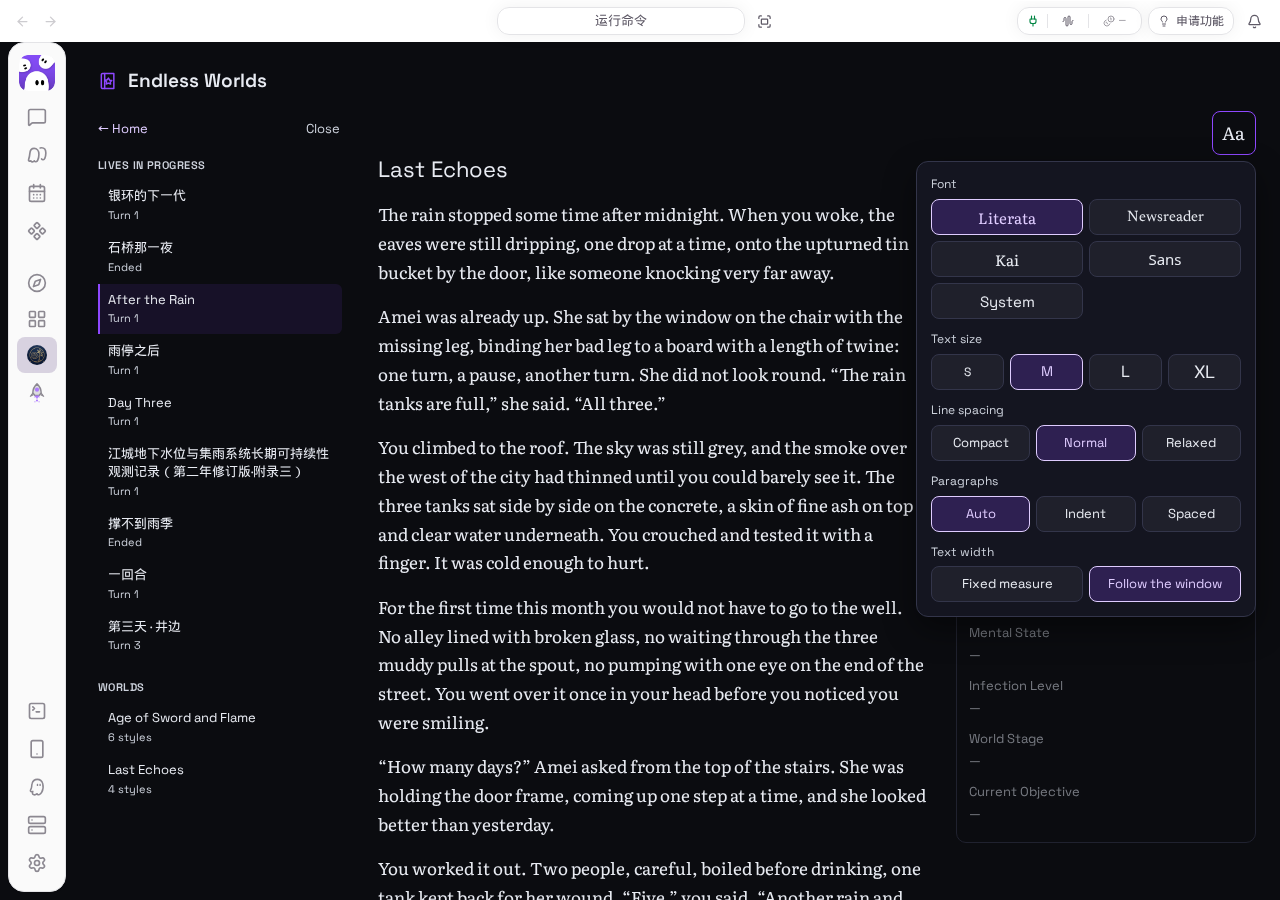 运行命令
申请功能
Endless Worlds
← Home
Close
LIVES IN PROGRESS
银环的下一代
Turn 1
石桥那一夜
Ended
After the Rain
Turn 1
雨停之后
Turn 1
Day Three
Turn 1
江城地下水位与集雨系统长期可持续性
观测记录（第二年修订版·附录三）
Turn 1
撑不到雨季
Ended
一回合
Turn 1
第三天 · 井边
Turn 3
WORLDS
Age of Sword and Flame
6 styles
Last Echoes
4 styles
Last Echoes
The rain stopped some time after midnight. When you woke, the
eaves were still dripping, one drop at a time, onto the upturned tin
bucket by the door, like someone knocking very far away.
Amei was already up. She sat by the window on the chair with the
missing leg, binding her bad leg to a board with a length of twine:
one turn, a pause, another turn. She did not look round. “The rain
tanks are full,” she said. “All three.”
You climbed to the roof. The sky was still grey, and the smoke over
the west of the city had thinned until you could barely see it. The
three tanks sat side by side on the concrete, a skin of fine ash on top
and clear water underneath. You crouched and tested it with a
finger. It was cold enough to hurt.
For the first time this month you would not have to go to the well.
No alley lined with broken glass, no waiting through the three
muddy pulls at the spout, no pumping with one eye on the end of the
street. You went over it once in your head before you noticed you
were smiling.
“How many days?” Amei asked from the top of the stairs. She was
holding the door frame, coming up one step at a time, and she looked
better than yesterday.
You worked it out. Two people, careful, boiled before drinking, one
tank kept back for her wound. “Five,” you said. “Another rain and
Aa
Font
Literata
Newsreader
Kai
Sans
System
Text size
S
M
L
XL
Line spacing
Compact
Normal
Relaxed
Paragraphs
Auto
Indent
Spaced
Text width
Fixed measure
Follow the window
Mental State
—
Infection Level
—
World Stage
—
Current Objective
—